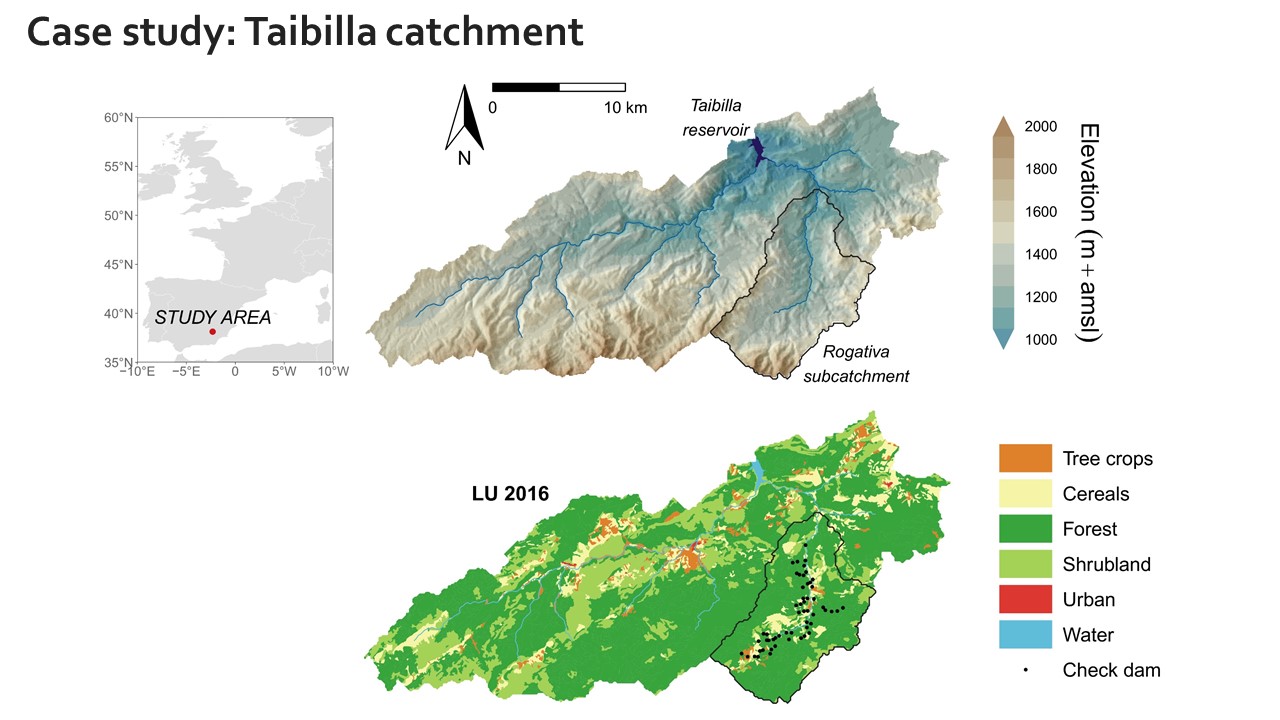 Case study: Taibilla catchment
60°N
55°N
50°N
45°N
40°N
35°N
−10°E
−5°E
0
5°W
10°W
STUDY AREA
N
0
10 km
Taibilla
reservoir
Rogativa
subcatchment
2000
1800
1600
1400
1200
1000
Elevation (m + amsl)
LU 2016
Tree crops
Cereals
Forest
Shrubland
Urban
Water
Check dam